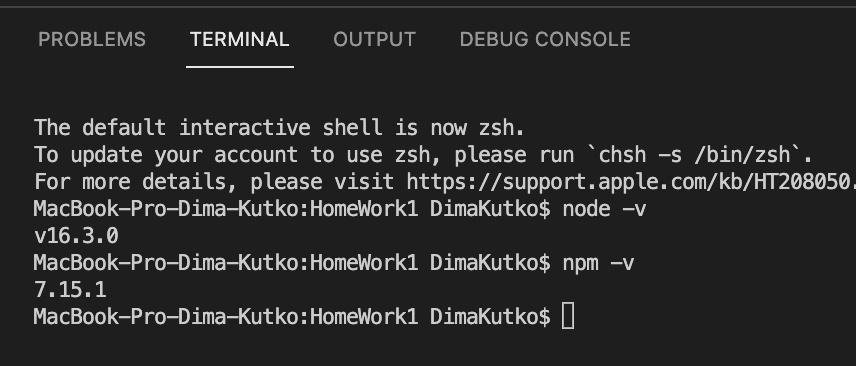 PROBLEMS TERMINAL OUTPUT DEBUG CONSOLE
The default interactive shell is now zsh.
To update your account to use zsh, please run `chsh -s /bin/zsh`.
For more details, please visit https://support.apple.com/kb/HT208050.
MacBook-Pro-Dima-Kutko:HomeWork1 DimaKutko$ node -v
v16.3.0
MacBook-Pro-Dima-Kutko:HomeWork1 DimaKutko$ npm -v
7.15.1
MacBook-Pro-Dima-Kutko:HomeWork1 DimaKutko$